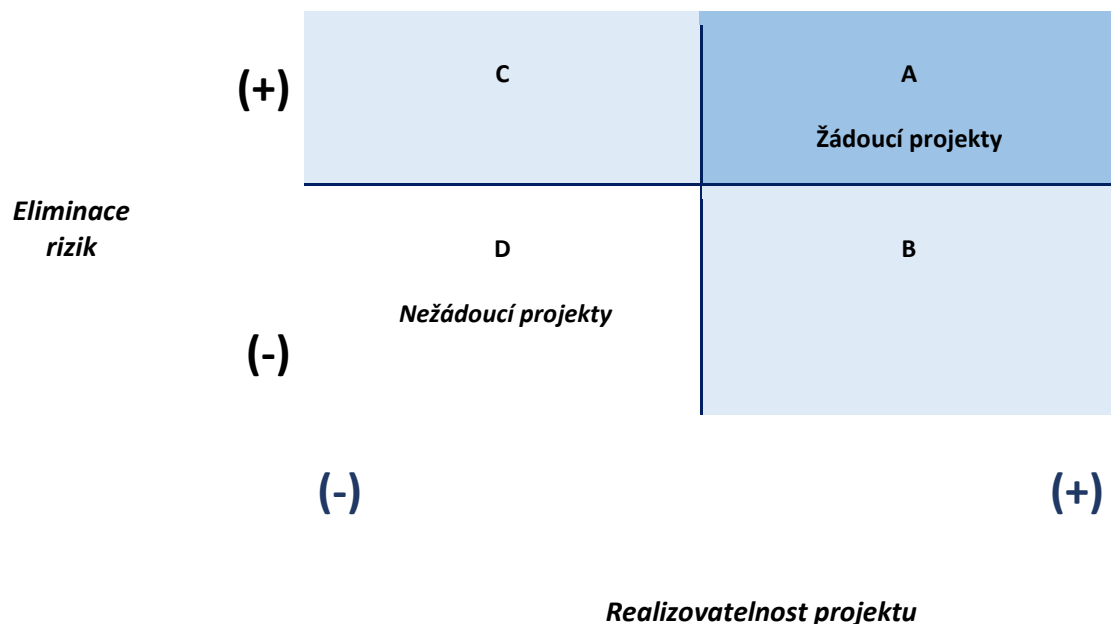 (+)
C
A
Žádoucí projekty
Eliminace
rizik
D
B
Nežádoucí projekty
(-)
(-)
(+)
Realizovatelnost projektu